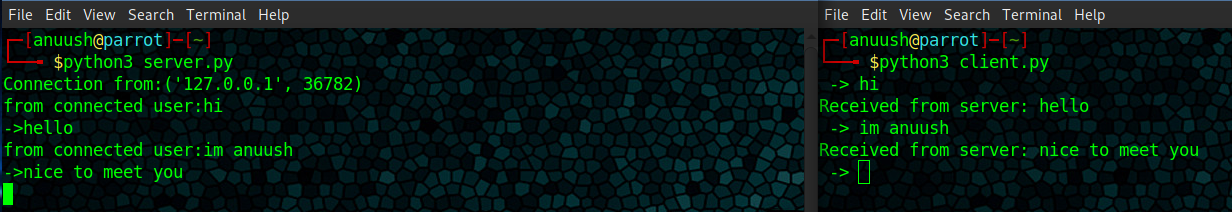 File Edit View Search Terminal Help
┌─[anuush@parrot]─[~]
└──╼ $python3 server.py
Connection from:('127.0.0.1', 36782)
from connected user:hi
->hello
from connected user:im anuush
->nice to meet you
File Edit View Search Terminal Help
┌─[anuush@parrot]─[~]
└──╼ $python3 client.py
-> hi
Received from server: hello
-> im anuush
Received from server: nice to meet you
->